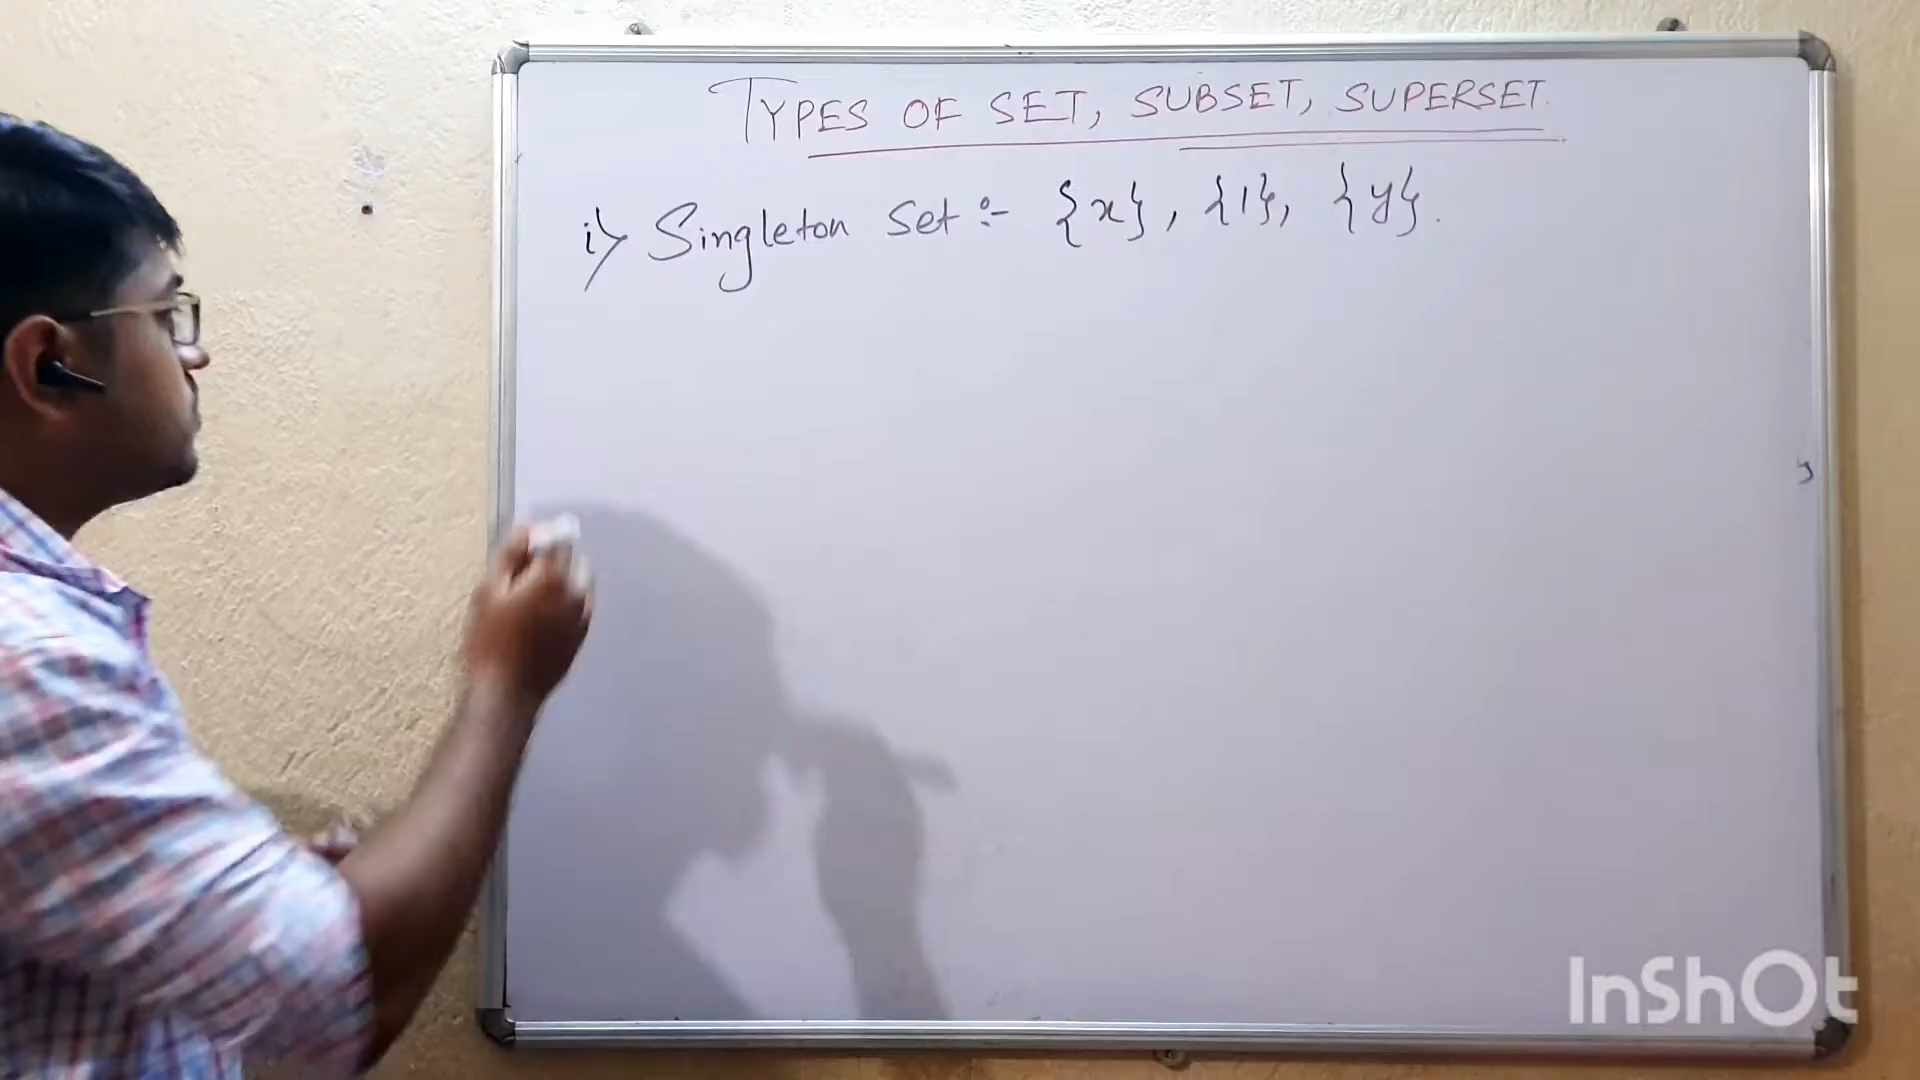 TYPES OF SET, SUBSET, SUPERSET.
i> Singleton Set :- {x}, {1}, {y}.
InShOt